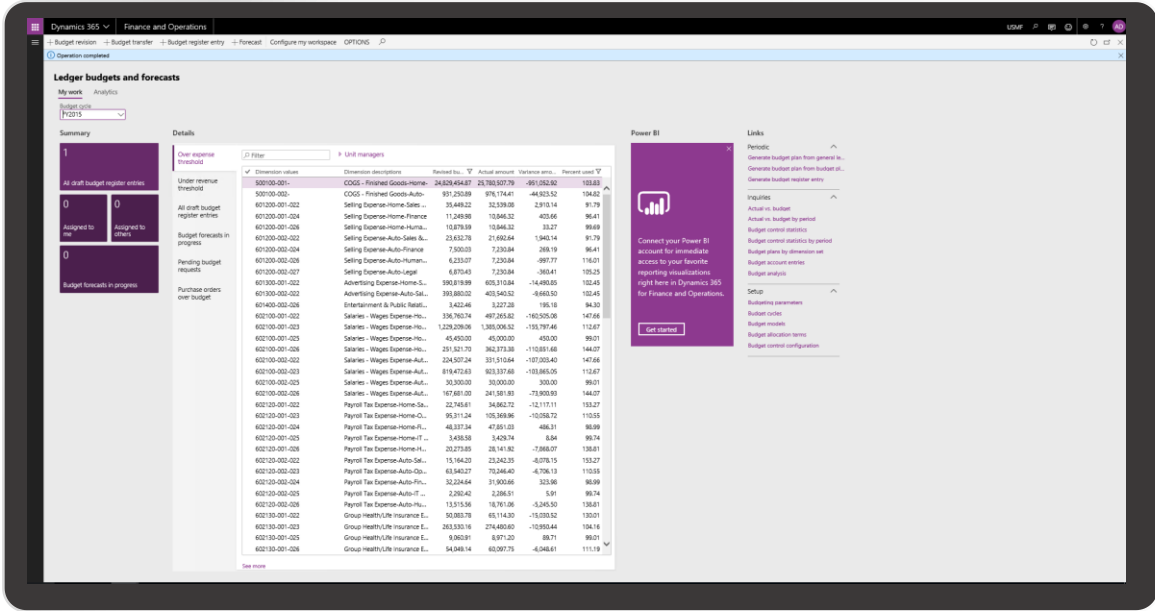 Dynamics 365 Finance and Operations USMF ? AD
+ Budget revision + Budget transfer + Budget register entry + Forecast Configure my workspace OPTIONS
Operation completed
Ledger budgets and forecasts
My work Analytics
Budget cycle
FY2015
Summary
1
All draft budget register entries
0
Assigned to
me
0
Assigned to
others
0
Budget forecasts in progress
Details
Over expense
threshold
Under revenue
threshold
All draft budget
register entries
Budget forecasts in
progress
Pending budget
requests
Purchase orders
over budget
Filter Unit managers
Dimension values Dimension descriptions Revised bu... Actual amount Variance amo... Percent used
500100-001- COGS - Finished Goods-Home- 24,829,454.87 25,780,507.79 -951,052.92 103.83
500100-002- COGS - Finished Goods-Auto- 931,250.89 976,174.41 -44,923.52 104.82
601200-001-022 Selling Expense-Home-Sales ... 35,449.22 32,539.08 2,910.14 91.79
601200-001-024 Selling Expense-Home-Finance 11,249.98 10,846.32 403.66 96.41
601200-001-026 Selling Expense-Home-Huma... 10,879.59 10,846.32 33.27 99.69
601200-002-022 Selling Expense-Auto-Sales &... 23,632.78 21,692.64 1,940.14 91.79
601200-002-024 Selling Expense-Auto-Finance 7,500.03 7,230.84 269.19 96.41
601200-002-026 Selling Expense-Auto-Human... 6,233.07 7,230.84 -997.77 116.01
601200-002-027 Selling Expense-Auto-Legal 6,870.43 7,230.84 -360.41 105.25
601300-001-022 Advertising Expense-Home-S... 590,819.99 605,310.84 -14,490.85 102.45
601300-002-022 Advertising Expense-Auto-Sal... 393,880.02 403,540.52 -9,660.50 102.45
601400-002-026 Entertainment & Public Relati... 3,422.46 3,227.28 195.18 94.30
602100-001-022 Salaries - Wages Expense-Ho... 336,760.74 497,265.82 -160,505.08 147.66
602100-001-023 Salaries - Wages Expense-Ho... 1,229,209.06 1,385,006.52 -155,797.46 112.67
602100-001-025 Salaries - Wages Expense-Ho... 45,450.00 45,000.00 450.00 99.01
602100-001-026 Salaries - Wages Expense-Ho... 251,521.70 362,373.38 -110,851.68 144.07
602100-002-022 Salaries - Wages Expense-Aut... 224,507.24 331,510.64 -107,003.40 147.66
602100-002-023 Salaries - Wages Expense-Aut... 819,472.63 923,337.68 -103,865.05 112.67
602100-002-025 Salaries - Wages Expense-Aut... 30,300.00 30,000.00 300.00 99.01
602100-002-026 Salaries - Wages Expense-Aut... 167,681.00 241,581.93 -73,900.93 144.07
602120-001-022 Payroll Tax Expense-Home-Sa... 22,745.61 34,862.72 -12,117.11 153.27
602120-001-023 Payroll Tax Expense-Home-O... 95,311.24 105,369.96 -10,058.72 110.55
602120-001-024 Payroll Tax Expense-Home-Fi... 48,337.34 47,851.03 486.31 98.99
602120-001-025 Payroll Tax Expense-Home-IT ... 3,438.58 3,429.74 8.84 99.74
602120-001-026 Payroll Tax Expense-Home-H... 20,273.85 28,141.92 -7,868.07 138.81
602120-002-022 Payroll Tax Expense-Auto-Sal... 15,164.20 23,242.35 -8,078.15 153.27
602120-002-023 Payroll Tax Expense-Auto-Op... 63,540.27 70,246.40 -6,706.13 110.55
602120-002-024 Payroll Tax Expense-Auto-Fin... 32,224.64 31,900.66 323.98 98.99
602120-002-025 Payroll Tax Expense-Auto-IT ... 2,292.42 2,286.51 5.91 99.74
602120-002-026 Payroll Tax Expense-Auto-Hu... 13,515.56 18,761.06 -5,245.50 138.81
602130-001-022 Group Health/Life Insurance E... 50,083.78 65,114.30 -15,030.52 130.01
602130-001-023 Group Health/Life Insurance E... 263,530.16 274,480.60 -10,950.44 104.16
602130-001-025 Group Health/Life Insurance E... 9,060.91 8,971.20 89.71 99.01
602130-001-026 Group Health/Life Insurance E... 54,049.14 60,097.75 -6,048.61 111.19
See more
Power BI
Connect your Power BI
account for immediate
access to your favorite
reporting visualizations
right here in Dynamics 365
for Finance and Operations.
Get started
Links
Periodic
Generate budget plan from general le...
Generate budget plan from budget pl...
Generate budget register entry
Inquiries
Actual vs. budget
Actual vs. budget by period
Budget control statistics
Budget control statistics by period
Budget plans by dimension set
Budget account entries
Budget analysis
Setup
Budgeting parameters
Budget cycles
Budget models
Budget allocation terms
Budget control configuration